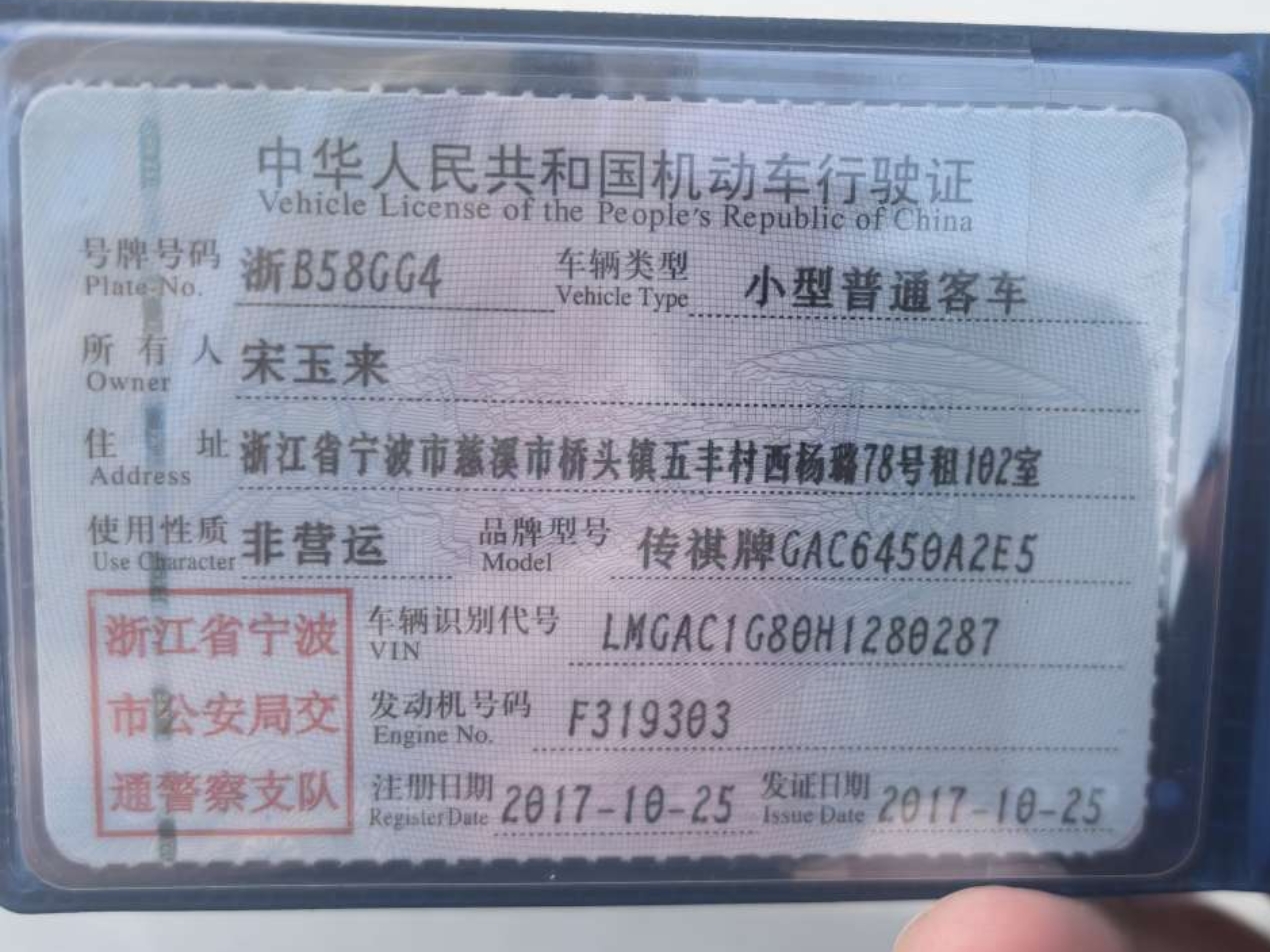 中华人民共和国机动车行驶证
Vehicle License of the People's Republic of China
号牌号码 浙B58GG4 车辆类型 小型普通客车
Plate No. Vehicle Type
所有人 宋玉来
Owner
住址 浙江省宁波市慈溪市桥头镇五丰村西杨璐78号租102室
Address
使用性质 非营运 品牌型号 传祺牌GAC6450A2E5
Use Character Model
浙江省宁波
市公安局交
通警察支队
车辆识别代号 LMGAC1G80H1280287
VIN
发动机号码 F319303
Engine No.
注册日期 2017-10-25 发证日期 2017-10-25
Register Date Issue Date